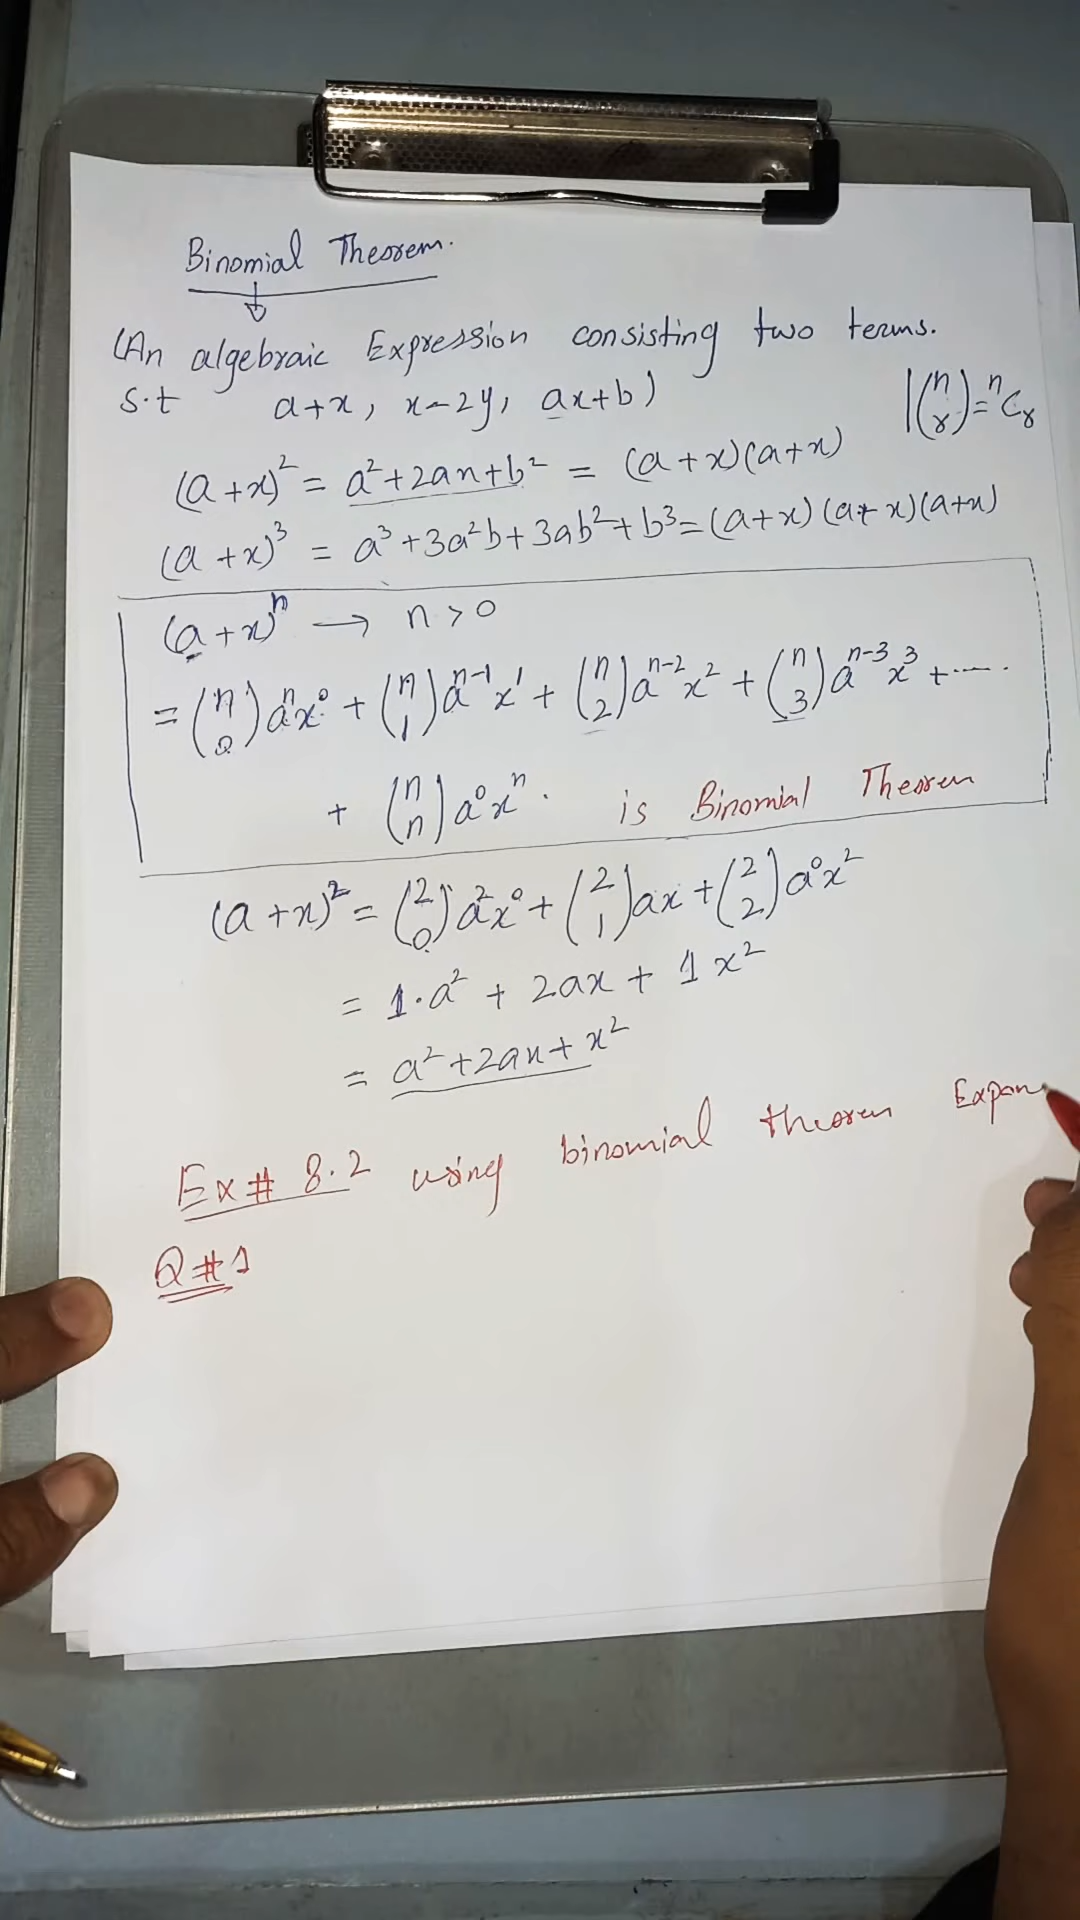 Binomial Theorem.
(An algebraic Expression consisting two terms.
s.t a+x, x-2y, ax+b)
|(n r) = ⁿCᵣ
(a+x)² = a²+2ax+b² = (a+x)(a+x)
(a+x)³ = a³+3a²b+3ab²+b³ = (a+x)(a+x)(a+x)
(a+x)ⁿ → n>0
= (n 0)aⁿx⁰ + (n 1)aⁿ⁻¹x¹ + (n 2)aⁿ⁻²x² + (n 3)aⁿ⁻³x³ + .....
+ (n n)a⁰xⁿ. is Binomial Theorem
(a+x)² = (2 0)a²x⁰ + (2 1)ax + (2 2)a⁰x²
= 1·a² + 2ax + 1x²
= a²+2ax+x²
Ex# 8.2 using binomial theorem Expan
Q#1